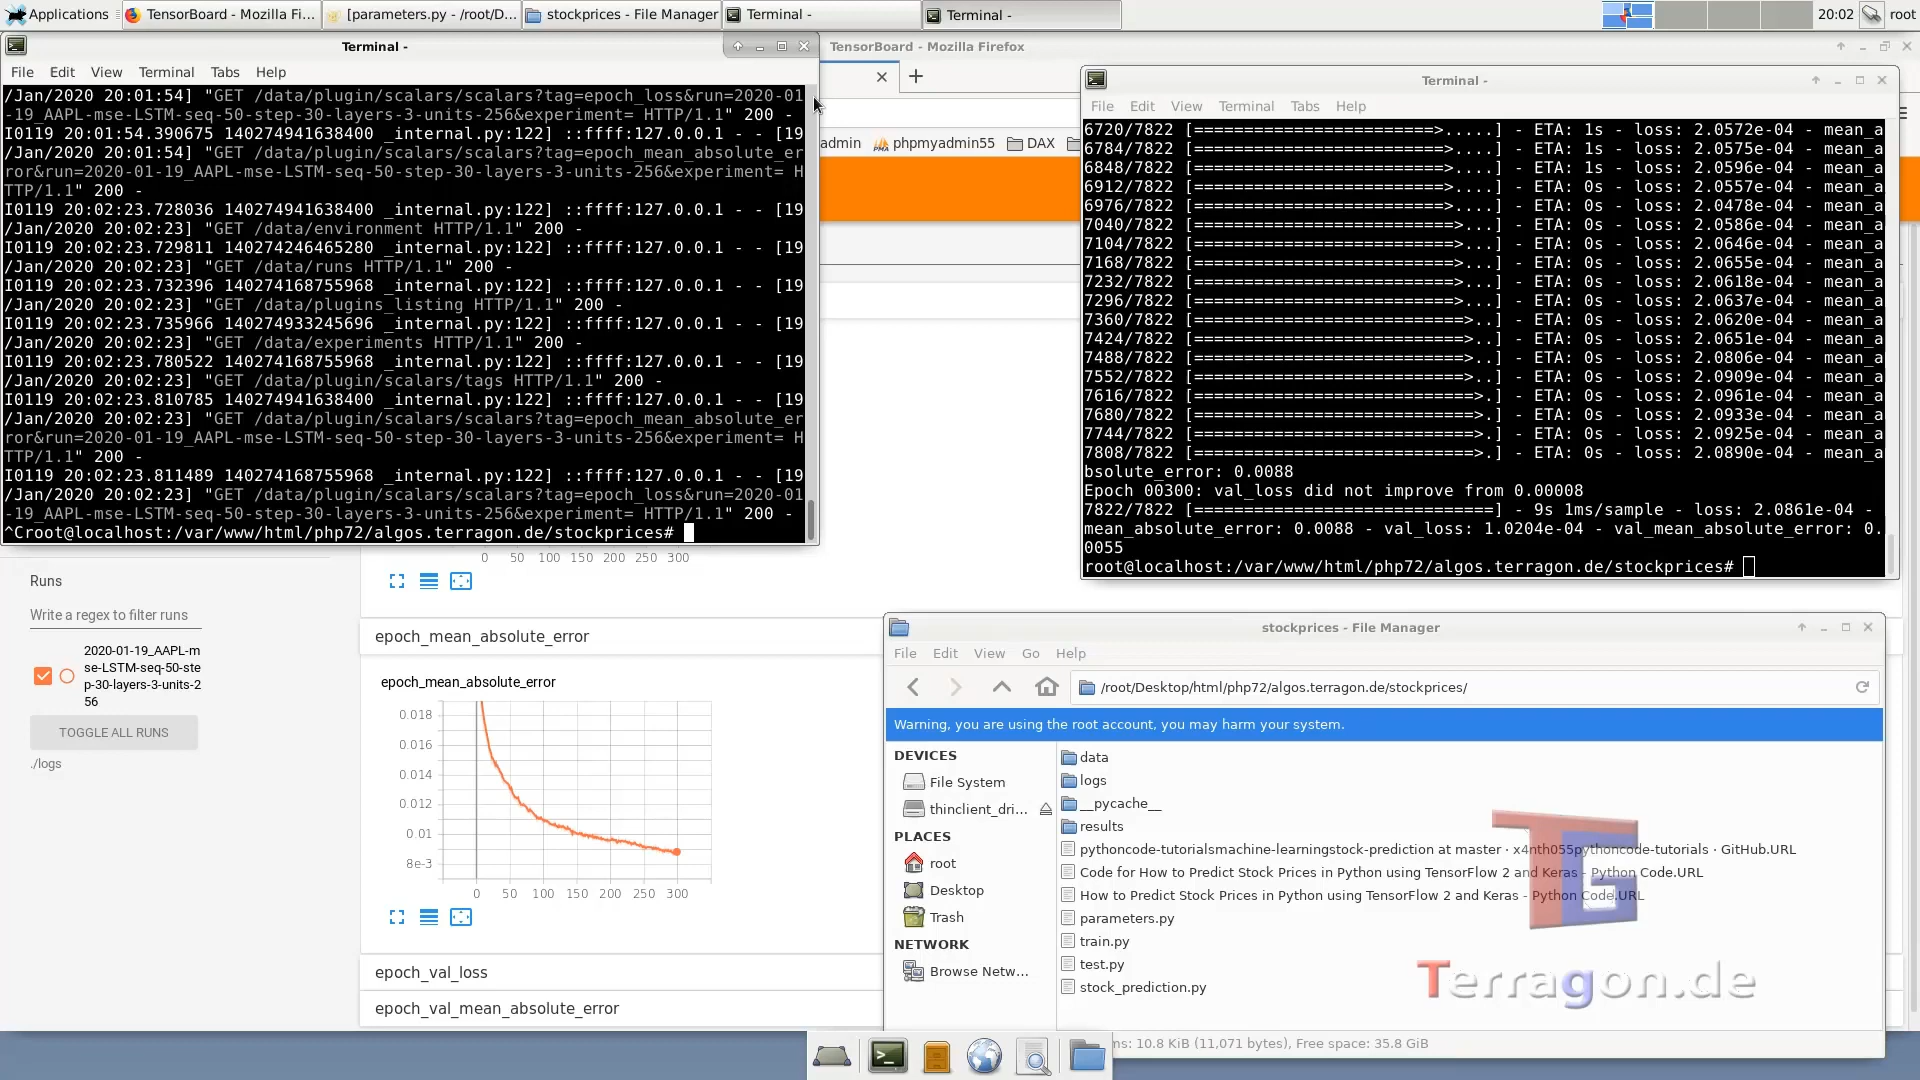 Applications
TensorBoard - Mozilla Fi...
[parameters.py - /root/D...
stockprices - File Manager
Terminal -
Terminal -
20:02
root
Terminal -
File Edit View Terminal Tabs Help
/Jan/2020 20:01:54] "GET /data/plugin/scalars/scalars?tag=epoch_loss&run=2020-01
-19_AAPL-mse-LSTM-seq-50-step-30-layers-3-units-256&experiment= HTTP/1.1" 200 -
I0119 20:01:54.390675 140274941638400 _internal.py:122] ::ffff:127.0.0.1 - - [19
/Jan/2020 20:01:54] "GET /data/plugin/scalars/scalars?tag=epoch_mean_absolute_er
ror&run=2020-01-19_AAPL-mse-LSTM-seq-50-step-30-layers-3-units-256&experiment= H
TTP/1.1" 200 -
I0119 20:02:23.728036 140274941638400 _internal.py:122] ::ffff:127.0.0.1 - - [19
/Jan/2020 20:02:23] "GET /data/environment HTTP/1.1" 200 -
I0119 20:02:23.729811 140274246465280 _internal.py:122] ::ffff:127.0.0.1 - - [19
/Jan/2020 20:02:23] "GET /data/runs HTTP/1.1" 200 -
I0119 20:02:23.732396 140274168755968 _internal.py:122] ::ffff:127.0.0.1 - - [19
/Jan/2020 20:02:23] "GET /data/plugins_listing HTTP/1.1" 200 -
I0119 20:02:23.735966 140274933245696 _internal.py:122] ::ffff:127.0.0.1 - - [19
/Jan/2020 20:02:23] "GET /data/experiments HTTP/1.1" 200 -
I0119 20:02:23.780522 140274168755968 _internal.py:122] ::ffff:127.0.0.1 - - [19
/Jan/2020 20:02:23] "GET /data/plugin/scalars/tags HTTP/1.1" 200 -
I0119 20:02:23.810785 140274941638400 _internal.py:122] ::ffff:127.0.0.1 - - [19
/Jan/2020 20:02:23] "GET /data/plugin/scalars/scalars?tag=epoch_mean_absolute_er
ror&run=2020-01-19_AAPL-mse-LSTM-seq-50-step-30-layers-3-units-256&experiment= H
TTP/1.1" 200 -
I0119 20:02:23.811489 140274168755968 _internal.py:122] ::ffff:127.0.0.1 - - [19
/Jan/2020 20:02:23] "GET /data/plugin/scalars/scalars?tag=epoch_loss&run=2020-01
-19_AAPL-mse-LSTM-seq-50-step-30-layers-3-units-256&experiment= HTTP/1.1" 200 -
^Croot@localhost:/var/www/html/php72/algos.terragon.de/stockprices#
TensorBoard - Mozilla Firefox
admin phpmyadmin55 DAX
Terminal -
File Edit View Terminal Tabs Help
6720/7822 [========================>.....] - ETA: 1s - loss: 2.0572e-04 - mean_a
6784/7822 [=========================>....] - ETA: 1s - loss: 2.0575e-04 - mean_a
6848/7822 [=========================>....] - ETA: 1s - loss: 2.0596e-04 - mean_a
6912/7822 [=========================>....] - ETA: 0s - loss: 2.0557e-04 - mean_a
6976/7822 [=========================>....] - ETA: 0s - loss: 2.0478e-04 - mean_a
7040/7822 [==========================>...] - ETA: 0s - loss: 2.0586e-04 - mean_a
7104/7822 [==========================>...] - ETA: 0s - loss: 2.0646e-04 - mean_a
7168/7822 [==========================>...] - ETA: 0s - loss: 2.0655e-04 - mean_a
7232/7822 [==========================>...] - ETA: 0s - loss: 2.0618e-04 - mean_a
7296/7822 [==========================>...] - ETA: 0s - loss: 2.0637e-04 - mean_a
7360/7822 [===========================>..] - ETA: 0s - loss: 2.0620e-04 - mean_a
7424/7822 [===========================>..] - ETA: 0s - loss: 2.0651e-04 - mean_a
7488/7822 [===========================>..] - ETA: 0s - loss: 2.0806e-04 - mean_a
7552/7822 [===========================>..] - ETA: 0s - loss: 2.0909e-04 - mean_a
7616/7822 [============================>.] - ETA: 0s - loss: 2.0961e-04 - mean_a
7680/7822 [============================>.] - ETA: 0s - loss: 2.0933e-04 - mean_a
7744/7822 [============================>.] - ETA: 0s - loss: 2.0925e-04 - mean_a
7808/7822 [============================>.] - ETA: 0s - loss: 2.0890e-04 - mean_a
bsolute_error: 0.0088
Epoch 00300: val_loss did not improve from 0.00008
7822/7822 [==============================] - 9s 1ms/sample - loss: 2.0861e-04 -
mean_absolute_error: 0.0088 - val_loss: 1.0204e-04 - val_mean_absolute_error: 0.
0055
root@localhost:/var/www/html/php72/algos.terragon.de/stockprices#
Runs
Write a regex to filter runs
2020-01-19_AAPL-m
se-LSTM-seq-50-ste
p-30-layers-3-units-2
56
TOGGLE ALL RUNS
./logs
0 50 100 150 200 250 300
epoch_mean_absolute_error
epoch_mean_absolute_error
0.018
0.016
0.014
0.012
0.01
8e-3
0 50 100 150 200 250 300
epoch_val_loss
epoch_val_mean_absolute_error
stockprices - File Manager
File Edit View Go Help
/root/Desktop/html/php72/algos.terragon.de/stockprices/
Warning, you are using the root account, you may harm your system.
DEVICES
File System
thinclient_dri...
PLACES
root
Desktop
Trash
NETWORK
Browse Netw...
data
logs
__pycache__
results
pythoncode-tutorialsmachine-learningstock-prediction at master · x4nth055pythoncode-tutorials · GitHub.URL
Code for How to Predict Stock Prices in Python using TensorFlow 2 and Keras - Python Code.URL
How to Predict Stock Prices in Python using TensorFlow 2 and Keras - Python Code.URL
parameters.py
train.py
test.py
stock_prediction.py
TG
Terragon.de
ms: 10.8 KiB (11,071 bytes), Free space: 35.8 GiB